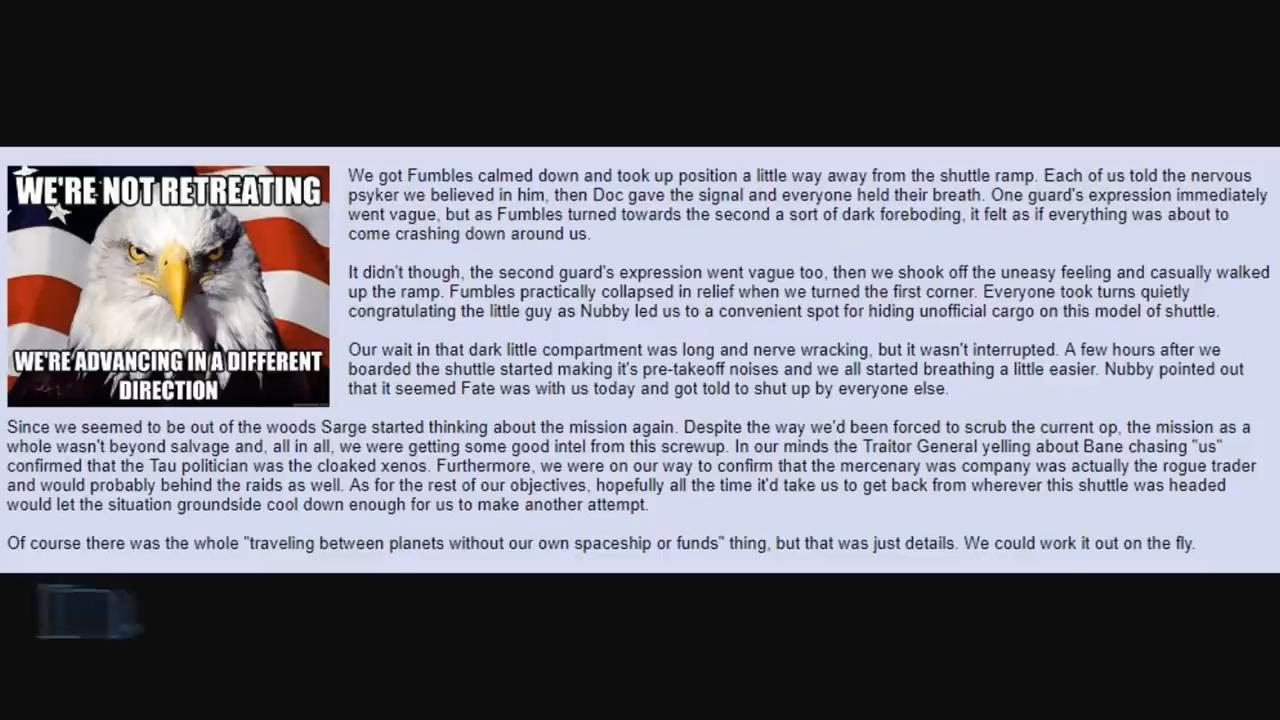 WE'RE NOT RETREATING
WE'RE ADVANCING IN A DIFFERENT
DIRECTION
We got Fumbles calmed down and took up position a little way away from the shuttle ramp. Each of us told the nervous
psyker we believed in him, then Doc gave the signal and everyone held their breath. One guard's expression immediately
went vague, but as Fumbles turned towards the second a sort of dark foreboding, it felt as if everything was about to
come crashing down around us.
It didn't though, the second guard's expression went vague too, then we shook off the uneasy feeling and casually walked
up the ramp. Fumbles practically collapsed in relief when we turned the first corner. Everyone took turns quietly
congratulating the little guy as Nubby led us to a convenient spot for hiding unofficial cargo on this model of shuttle.
Our wait in that dark little compartment was long and nerve wracking, but it wasn't interrupted. A few hours after we
boarded the shuttle started making it's pre-takeoff noises and we all started breathing a little easier. Nubby pointed out
that it seemed Fate was with us today and got told to shut up by everyone else.
Since we seemed to be out of the woods Sarge started thinking about the mission again. Despite the way we'd been forced to scrub the current op, the mission as a
whole wasn't beyond salvage and, all in all, we were getting some good intel from this screwup. In our minds the Traitor General yelling about Bane chasing "us"
confirmed that the Tau politician was the cloaked xenos. Furthermore, we were on our way to confirm that the mercenary was company was actually the rogue trader
and would probably behind the raids as well. As for the rest of our objectives, hopefully all the time it'd take us to get back from wherever this shuttle was headed
would let the situation groundside cool down enough for us to make another attempt.
Of course there was the whole "traveling between planets without our own spaceship or funds" thing, but that was just details. We could work it out on the fly.